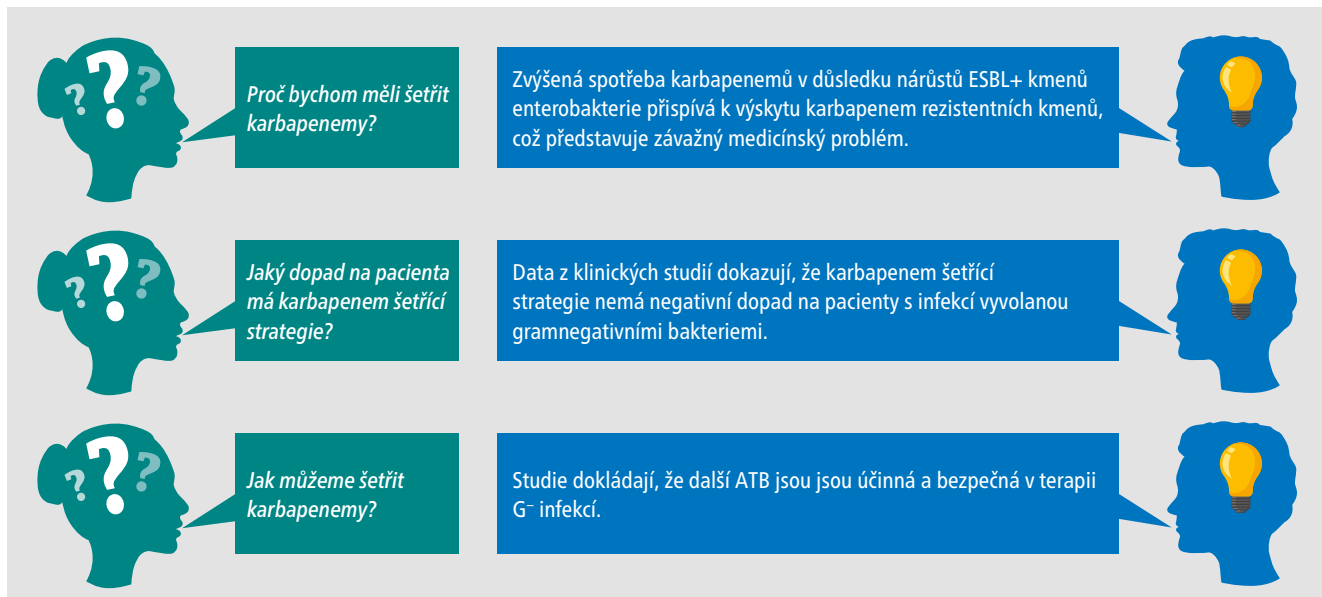 ? ? ?
Proč bychom měli šetřit
karbapenemy?
Zvýšená spotřeba karbapenemů v důsledku nárůstů ESBL+ kmenů
enterobakterie přispívá k výskytu karbapenem rezistentních kmenů,
což představuje závažný medicínský problém.
? ? ?
Jaký dopad na pacienta
má karbapenem šetřící
strategie?
Data z klinických studií dokazují, že karbapenem šetřící
strategie nemá negativní dopad na pacienty s infekcí vyvolanou
gramnegativními bakteriemi.
? ? ?
Jak můžeme šetřit
karbapenemy?
Studie dokládají, že další ATB jsou jsou účinná a bezpečná v terapii
G⁻ infekcí.